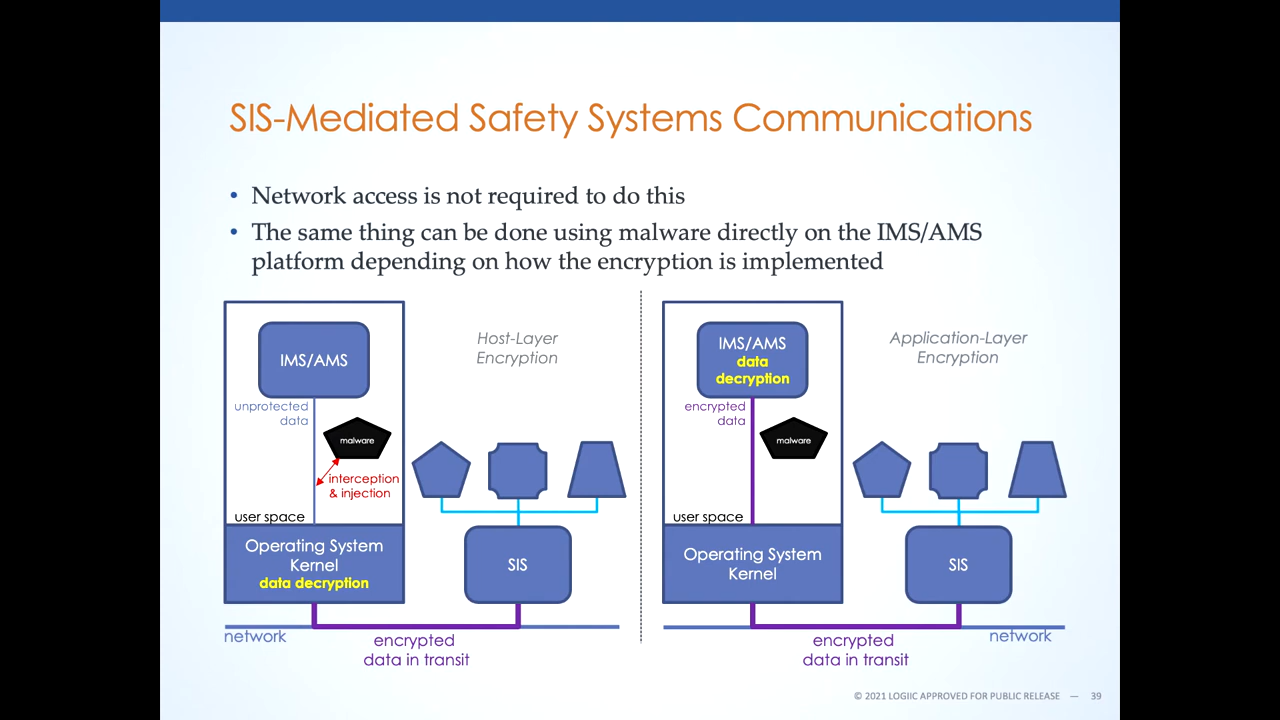 SIS-Mediated Safety Systems Communications
• Network access is not required to do this
• The same thing can be done using malware directly on the IMS/AMS
platform depending on how the encryption is implemented
IMS/AMS
unprotected
data
malware
interception
& injection
user space
Operating System
Kernel
data decryption
Host-Layer
Encryption
SIS
network
encrypted
data in transit
IMS/AMS
data
decryption
encrypted
data
malware
user space
Operating System
Kernel
Application-Layer
Encryption
SIS
network
encrypted
data in transit
© 2021 LOGIIC APPROVED FOR PUBLIC RELEASE — 39